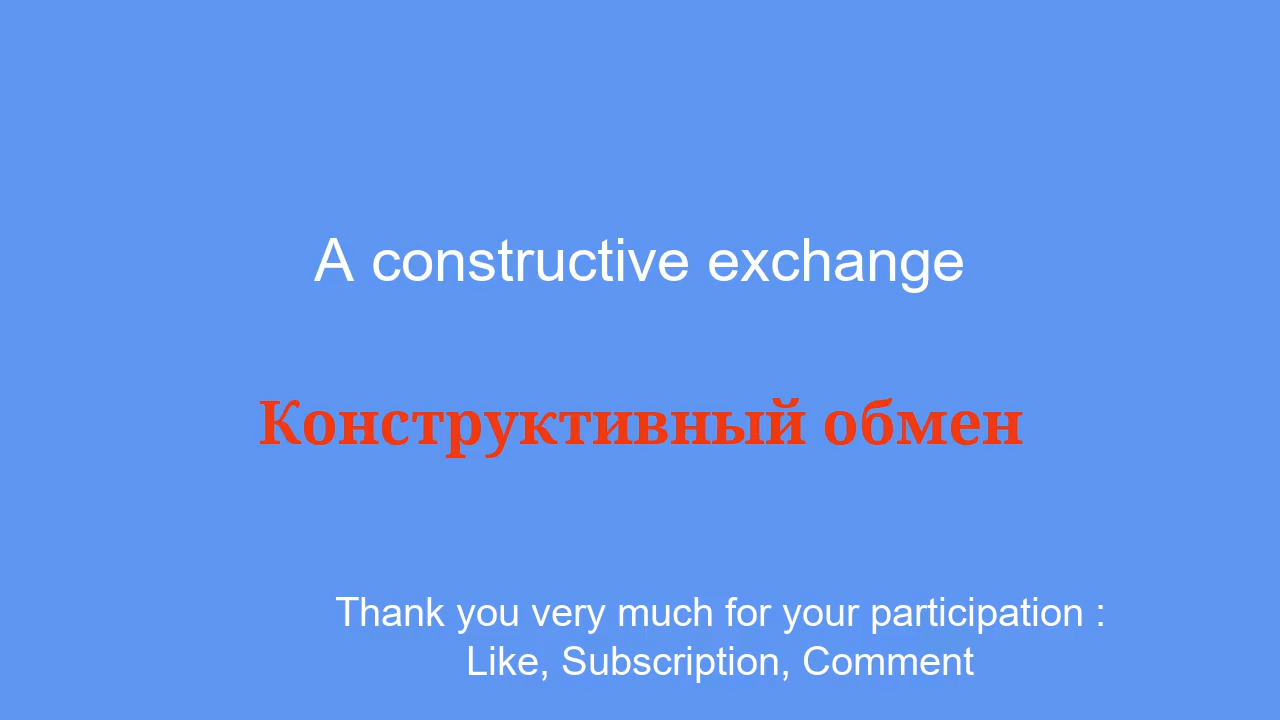 A constructive exchange
Конструктивный обмен
Thank you very much for your participation :
Like, Subscription, Comment